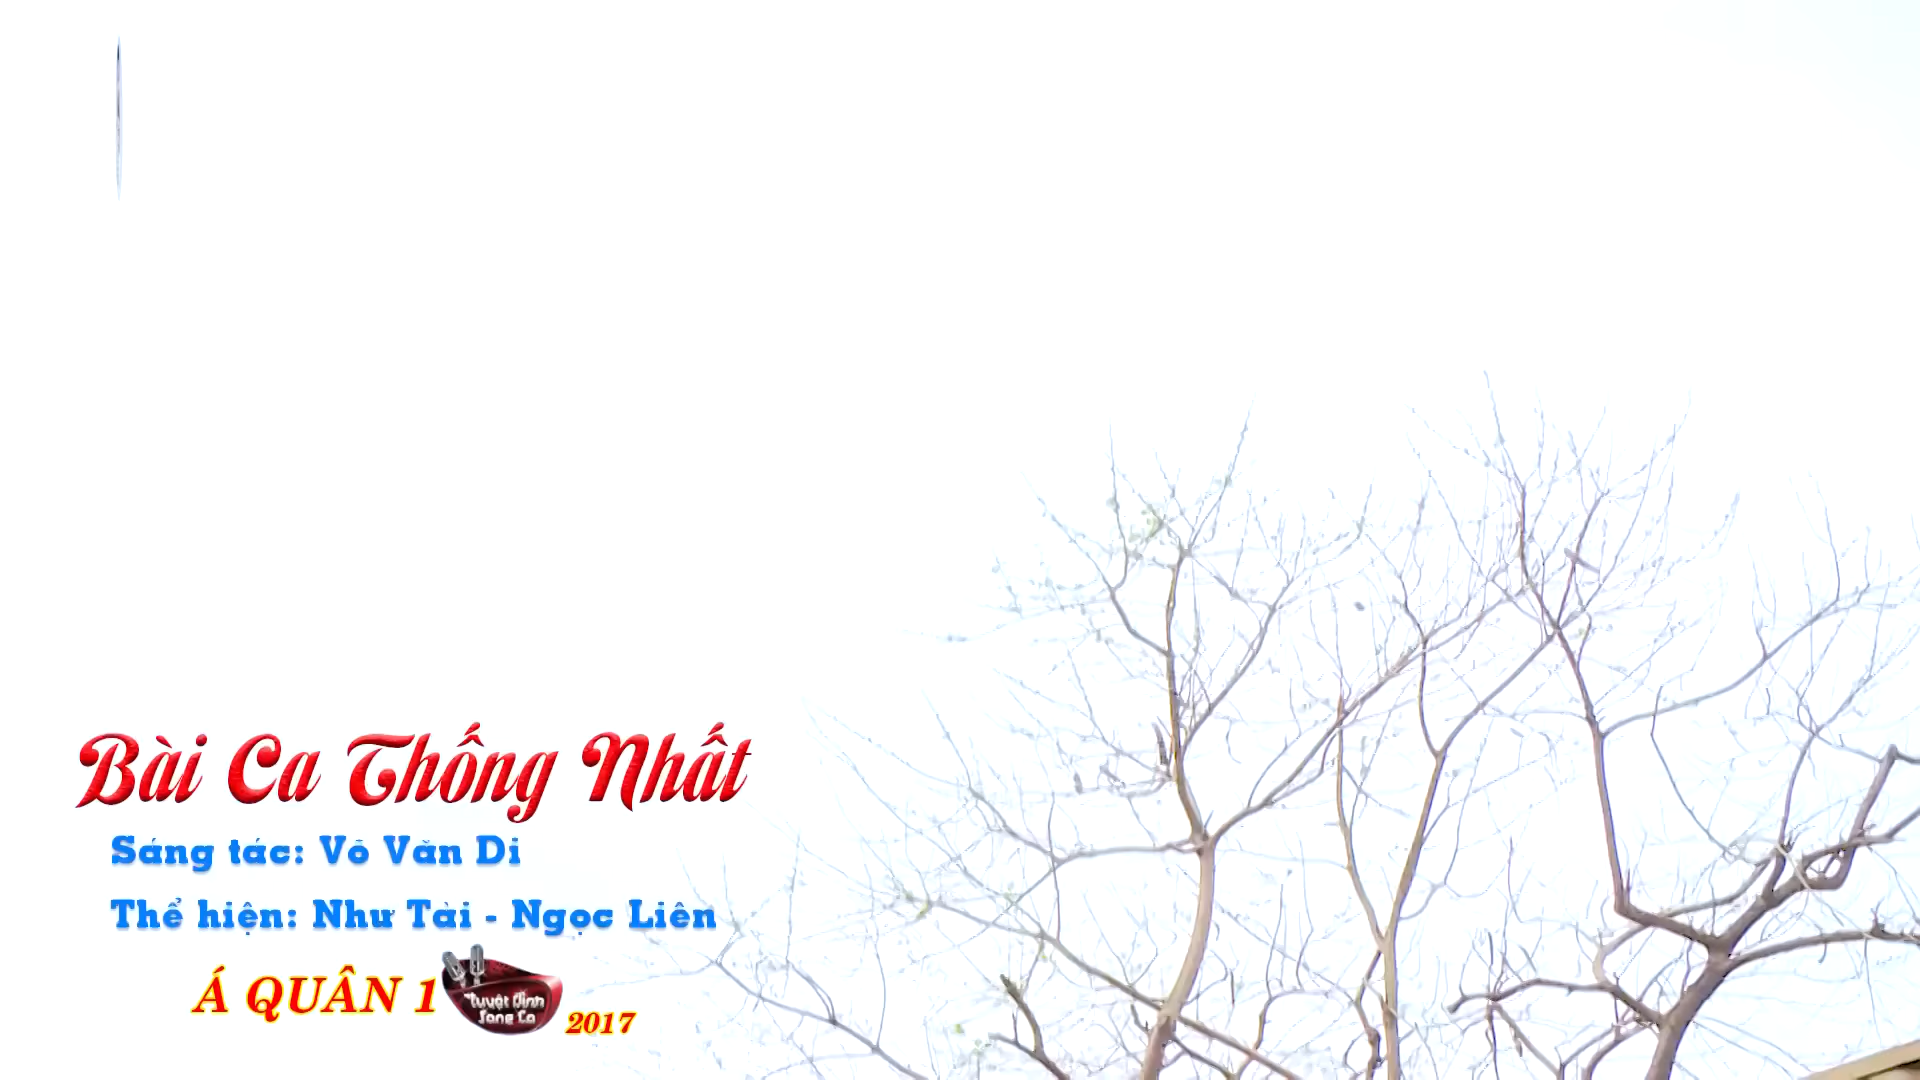 Bài Ca Thống Nhất
Sáng tác: Võ Văn Di
Thể hiện: Như Tài - Ngọc Liên
Á QUÂN 1
Tuyệt Đỉnh
Song Ca
2017